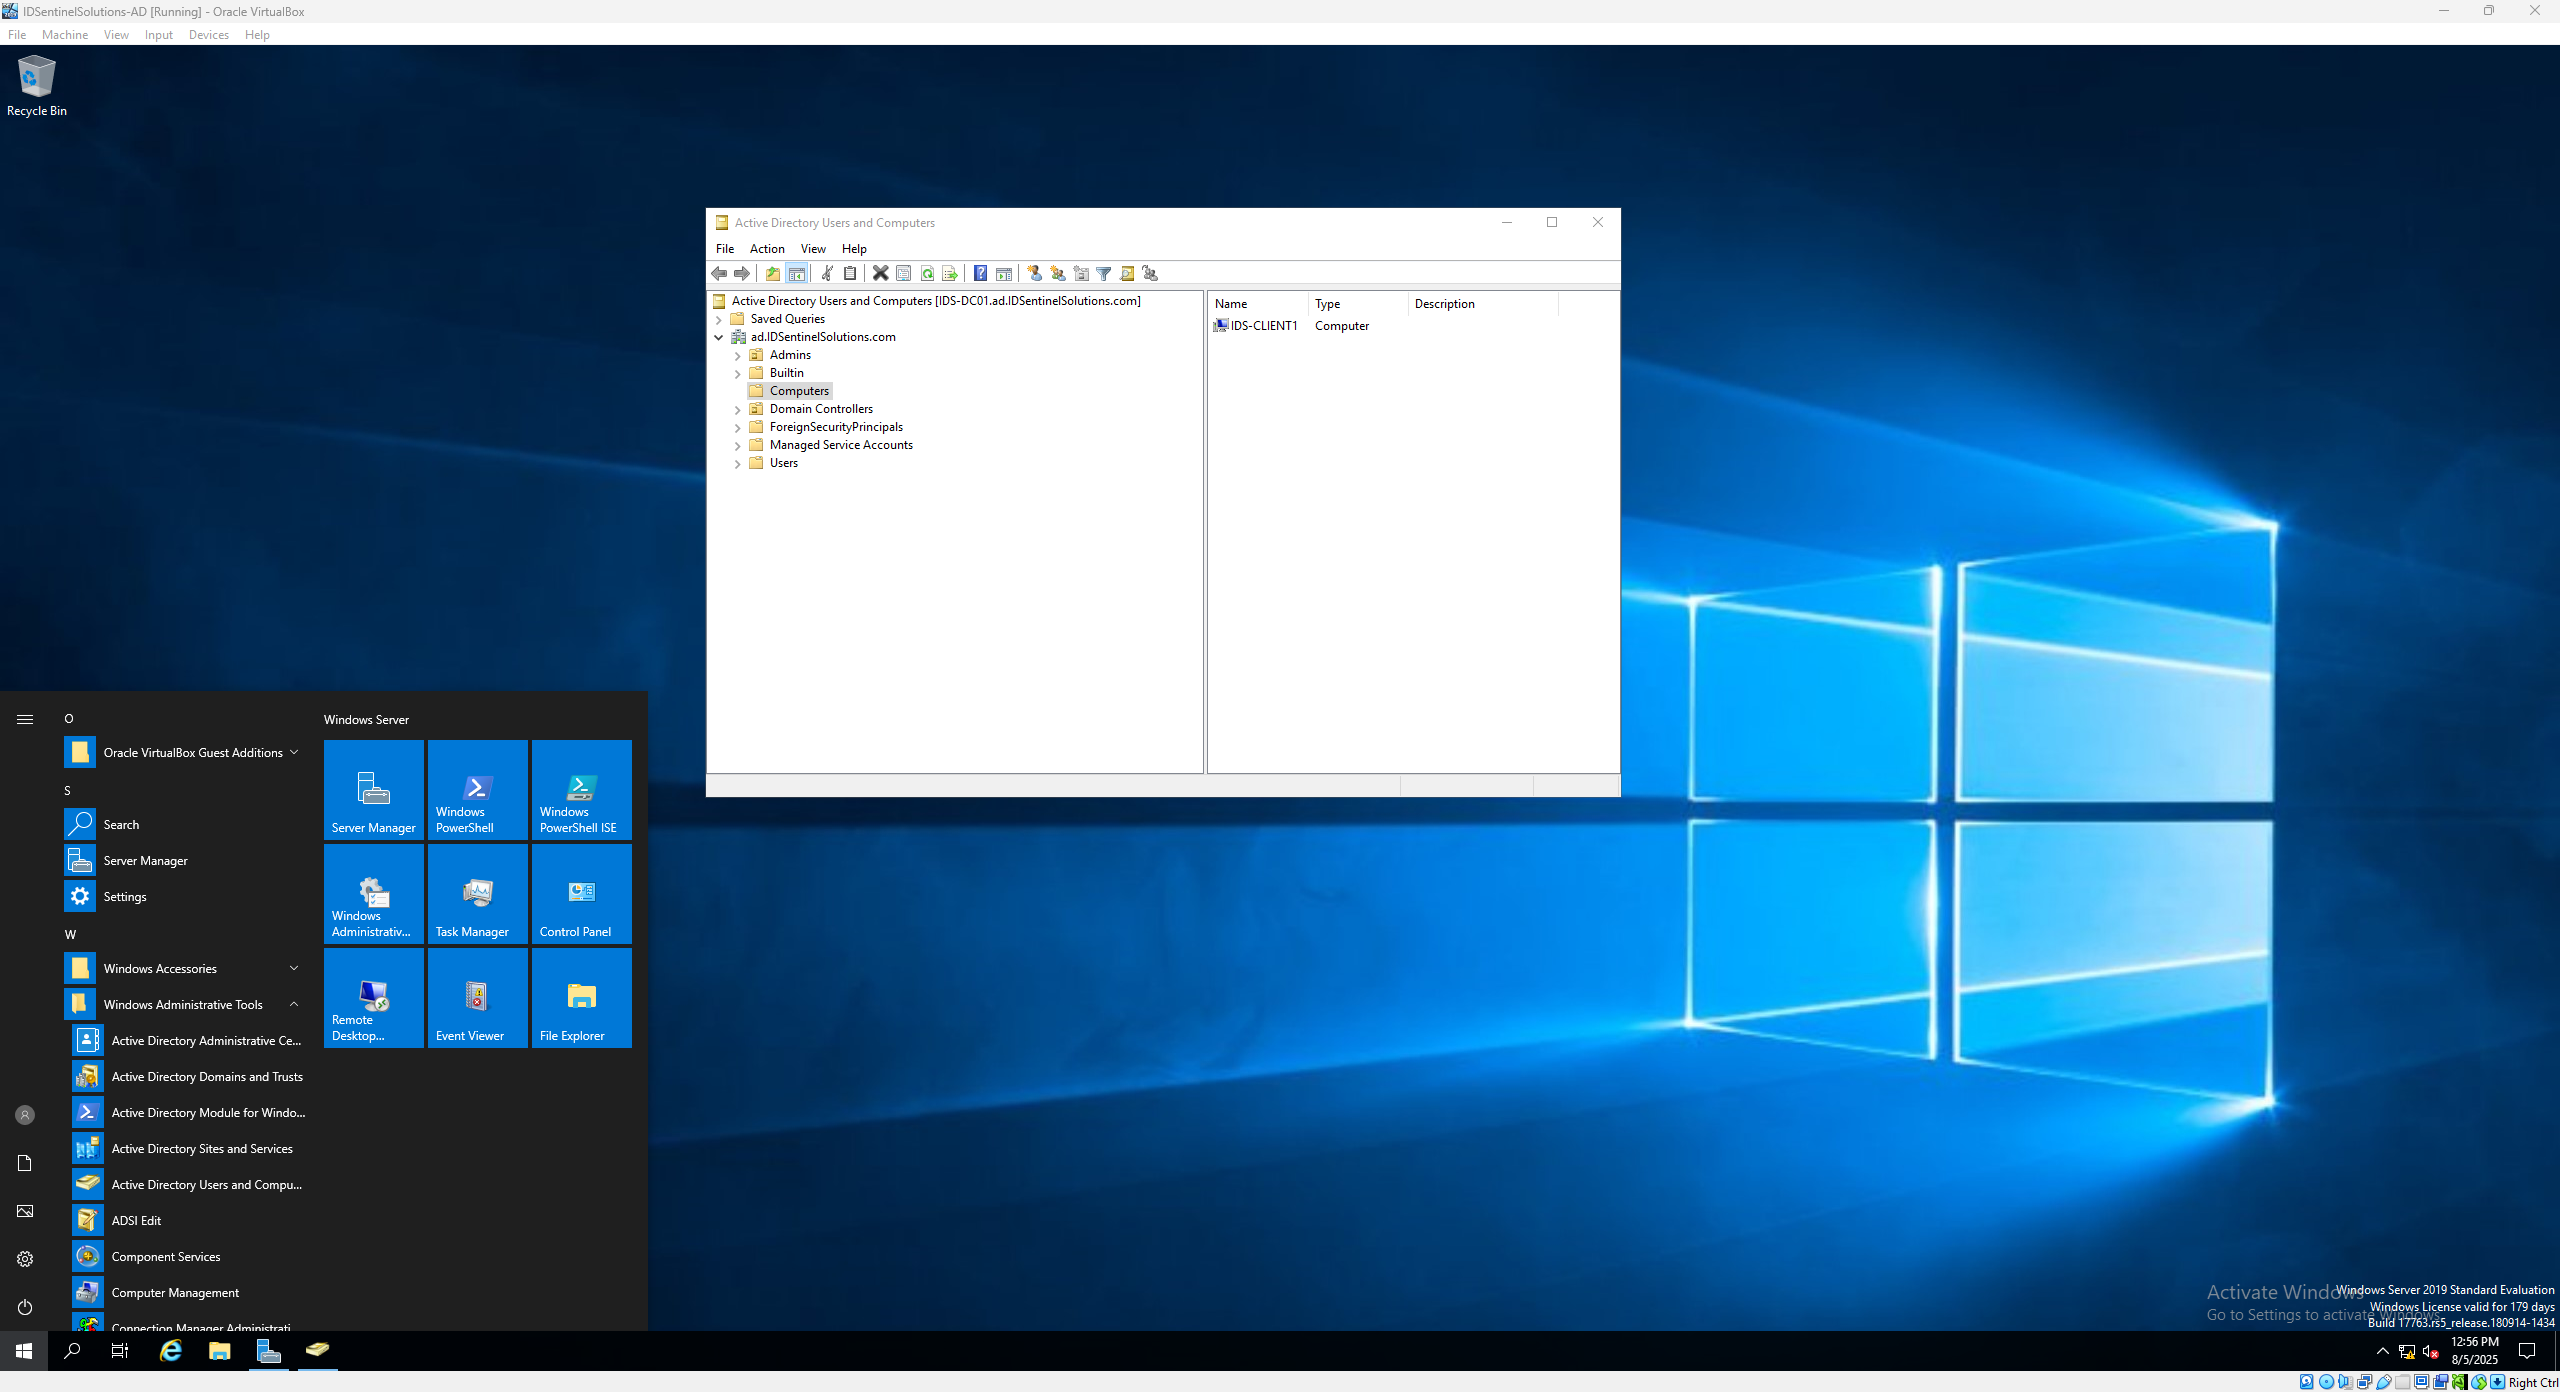 IDSentinelSolutions-AD [Running] - Oracle VirtualBox
File Machine View Input Devices Help
Recycle Bin
Active Directory Users and Computers
File Action View Help
Active Directory Users and Computers [IDS-DC01.ad.IDSentinelSolutions.com]
Saved Queries
ad.IDSentinelSolutions.com
Admins
Builtin
Computers
Domain Controllers
ForeignSecurityPrincipals
Managed Service Accounts
Users
Name Type Description
IDS-CLIENT1 Computer
O
Oracle VirtualBox Guest Additions
S
Search
Server Manager
Settings
W
Windows Accessories
Windows Administrative Tools
Active Directory Administrative Ce...
Active Directory Domains and Trusts
Active Directory Module for Windo...
Active Directory Sites and Services
Active Directory Users and Compu...
ADSI Edit
Component Services
Computer Management
Connection Manager Administrati
Windows Server
Server Manager
Windows
PowerShell
Windows
PowerShell ISE
Windows
Administrativ...
Task Manager
Control Panel
Remote
Desktop...
Event Viewer
File Explorer
Activate Windows
Go to Settings to activate Windows.
Windows Server 2019 Standard Evaluation
Windows License valid for 179 days
Build 17763.rs5_release.180914-1434
12:56 PM
8/5/2025
Right Ctrl